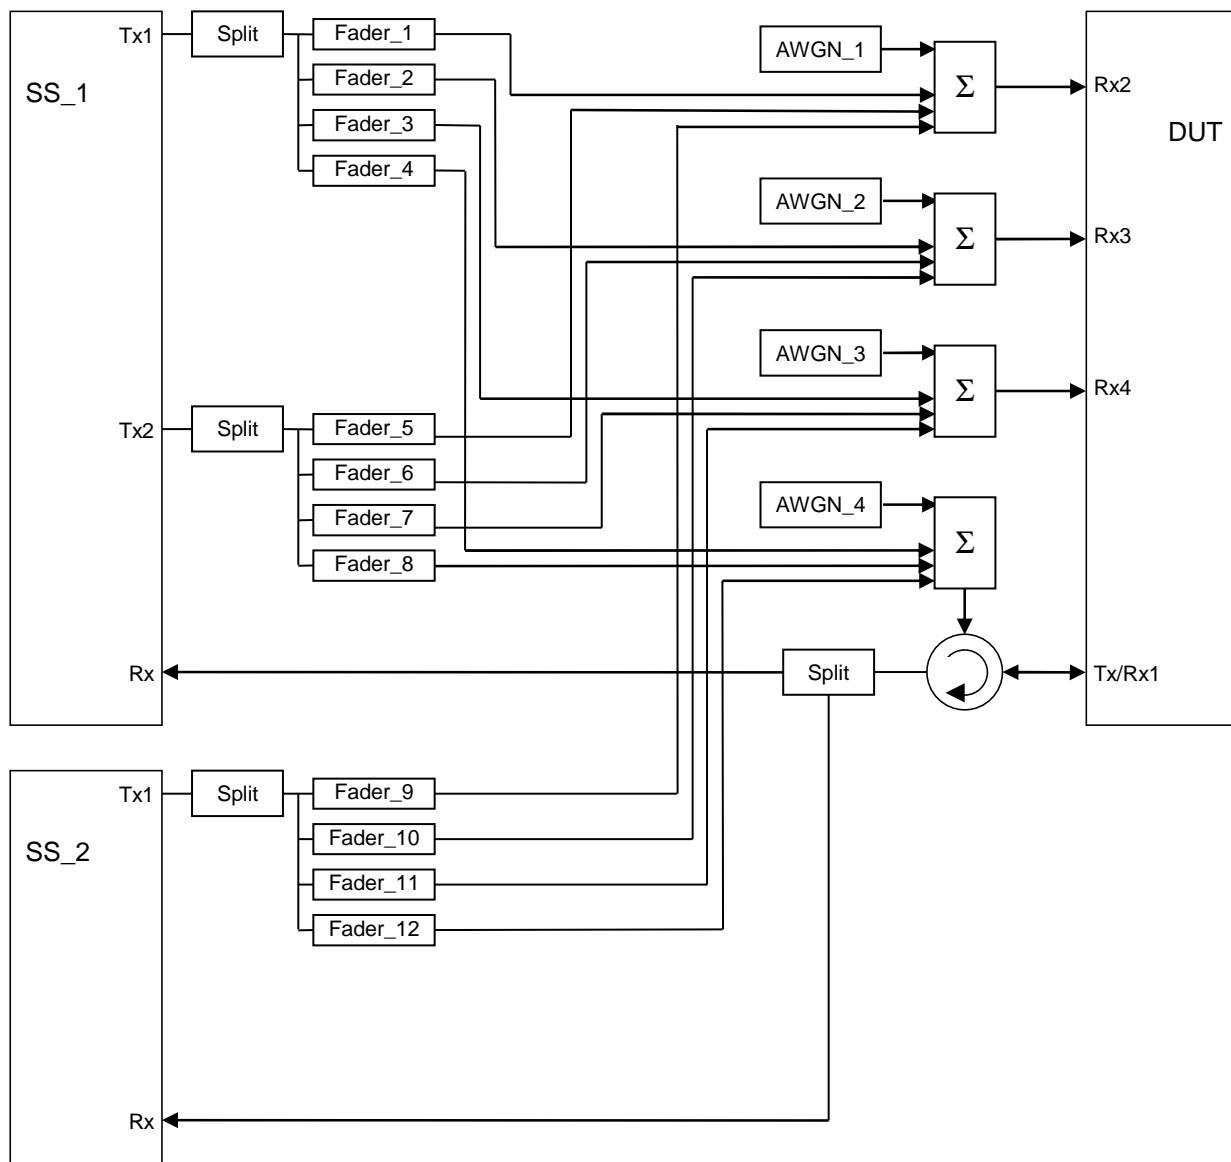 Tx1
Split
Fader_1
Fader_2
Fader_3
Fader_4
SS_1
AWGN_1
Σ
Rx2
DUT
AWGN_2
Σ
Rx3
AWGN_3
Σ
Rx4
Tx2
Split
Fader_5
Fader_6
Fader_7
Fader_8
AWGN_4
Σ
Rx
Split
Tx/Rx1
Tx1
Split
Fader_9
Fader_10
Fader_11
Fader_12
SS_2
Rx